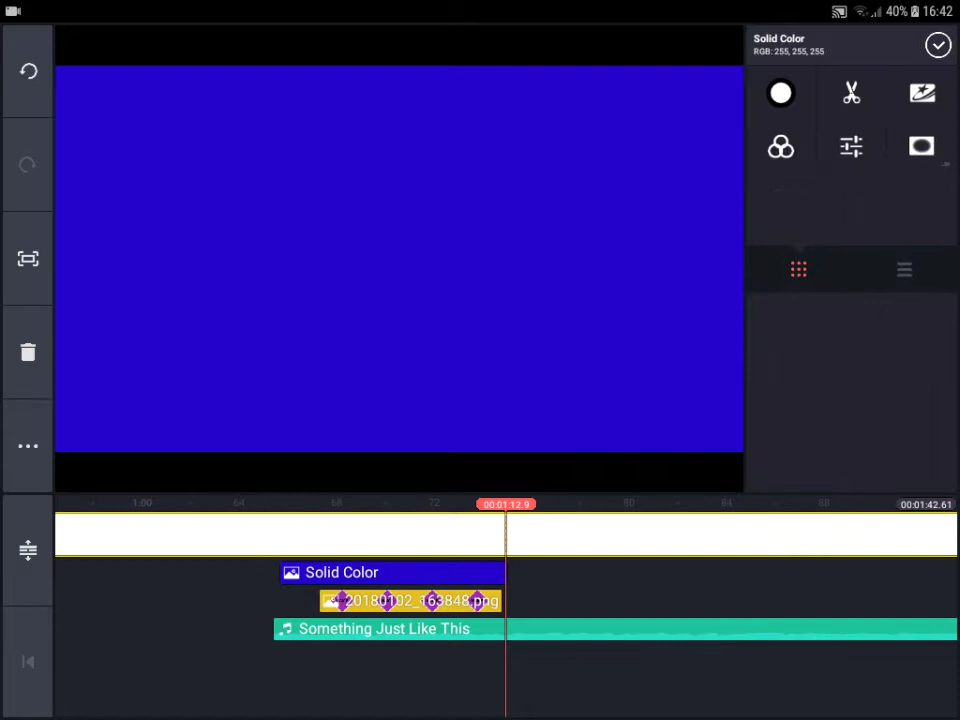 40% 16:42
Solid Color
RGB: 255, 255, 255
1:00 64 68 72 00:01:12.9 80 84 88 00:01:42.61
Solid Color
20180102_163848.png
Something Just Like This